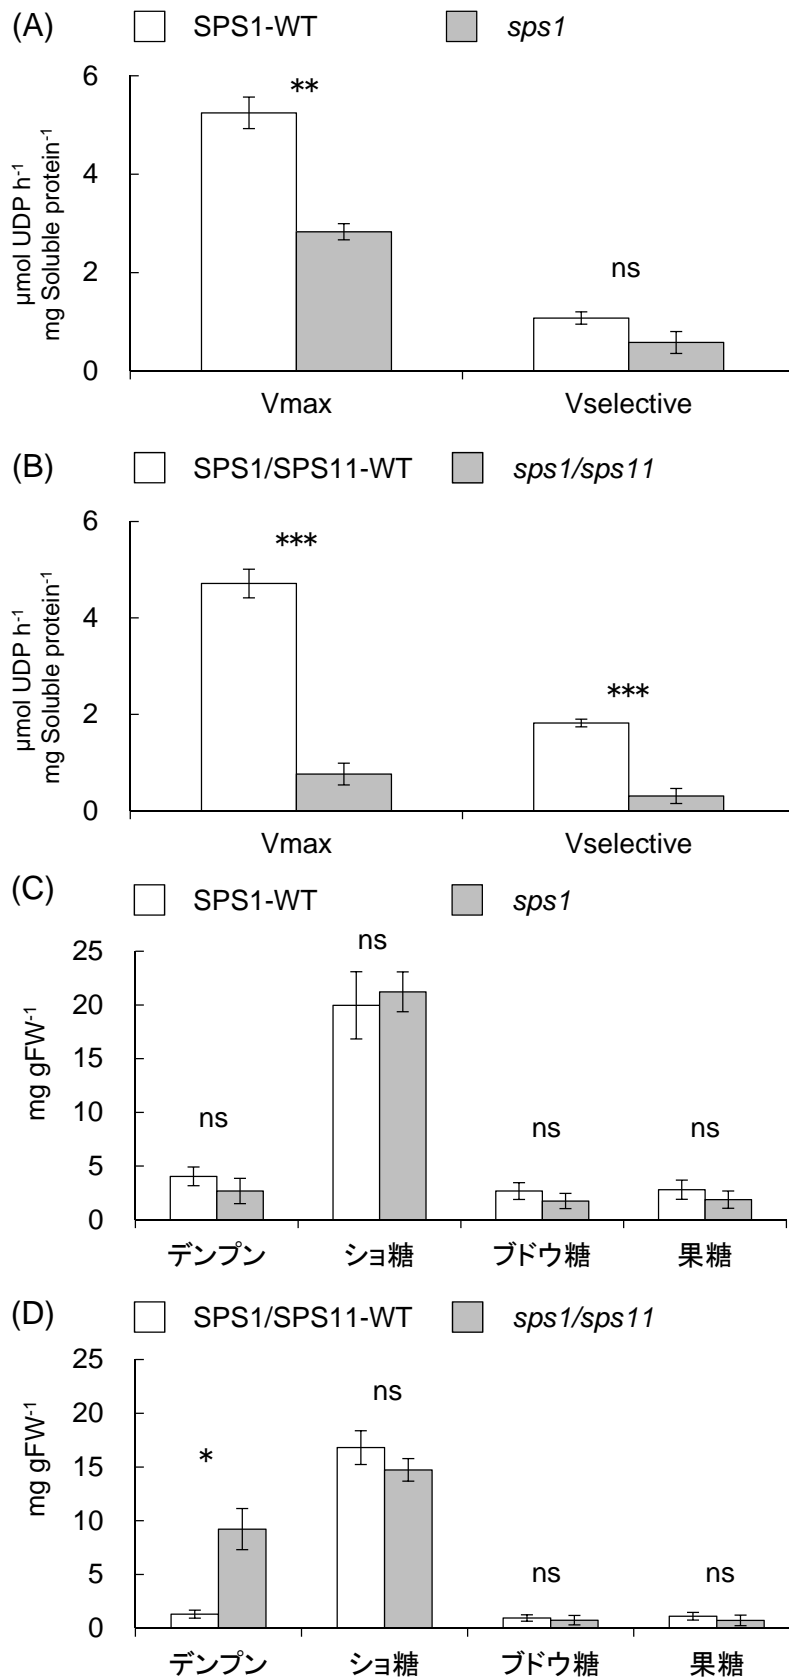 (A) SPS1-WT sps1
6
4
2
0
µmol UDP h⁻¹
mg Soluble protein⁻¹
**
ns
Vmax Vselective
(B) SPS1/SPS11-WT sps1/sps11
6
4
2
0
µmol UDP h⁻¹
mg Soluble protein⁻¹
***
***
Vmax Vselective
(C) SPS1-WT sps1
25
20
15
10
5
0
mg gFW⁻¹
ns
ns
ns
ns
デンプン ショ糖 ブドウ糖 果糖
(D) SPS1/SPS11-WT sps1/sps11
25
20
15
10
5
0
mg gFW⁻¹
*
ns
ns
ns
デンプン ショ糖 ブドウ糖 果糖